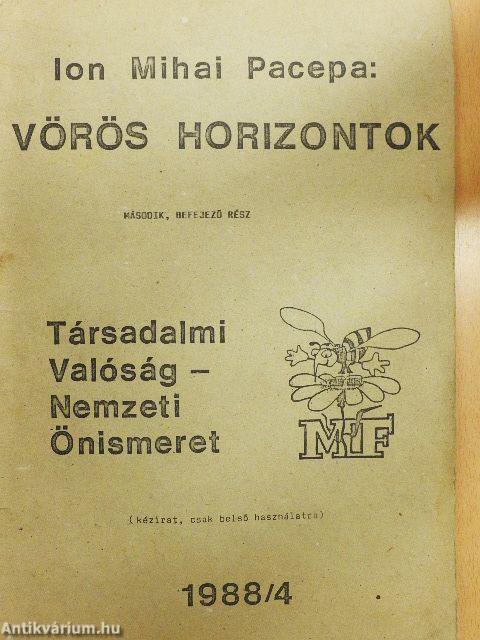 Ion Mihai Pacepa:
VÖRÖS HORIZONTOK
MÁSODIK, BEFEJEZŐ RÉSZ
Társadalmi
Valóság –
Nemzeti
Önismeret
MF
(kézirat, csak belső használatra)
1988/4
Antikvárium.hu